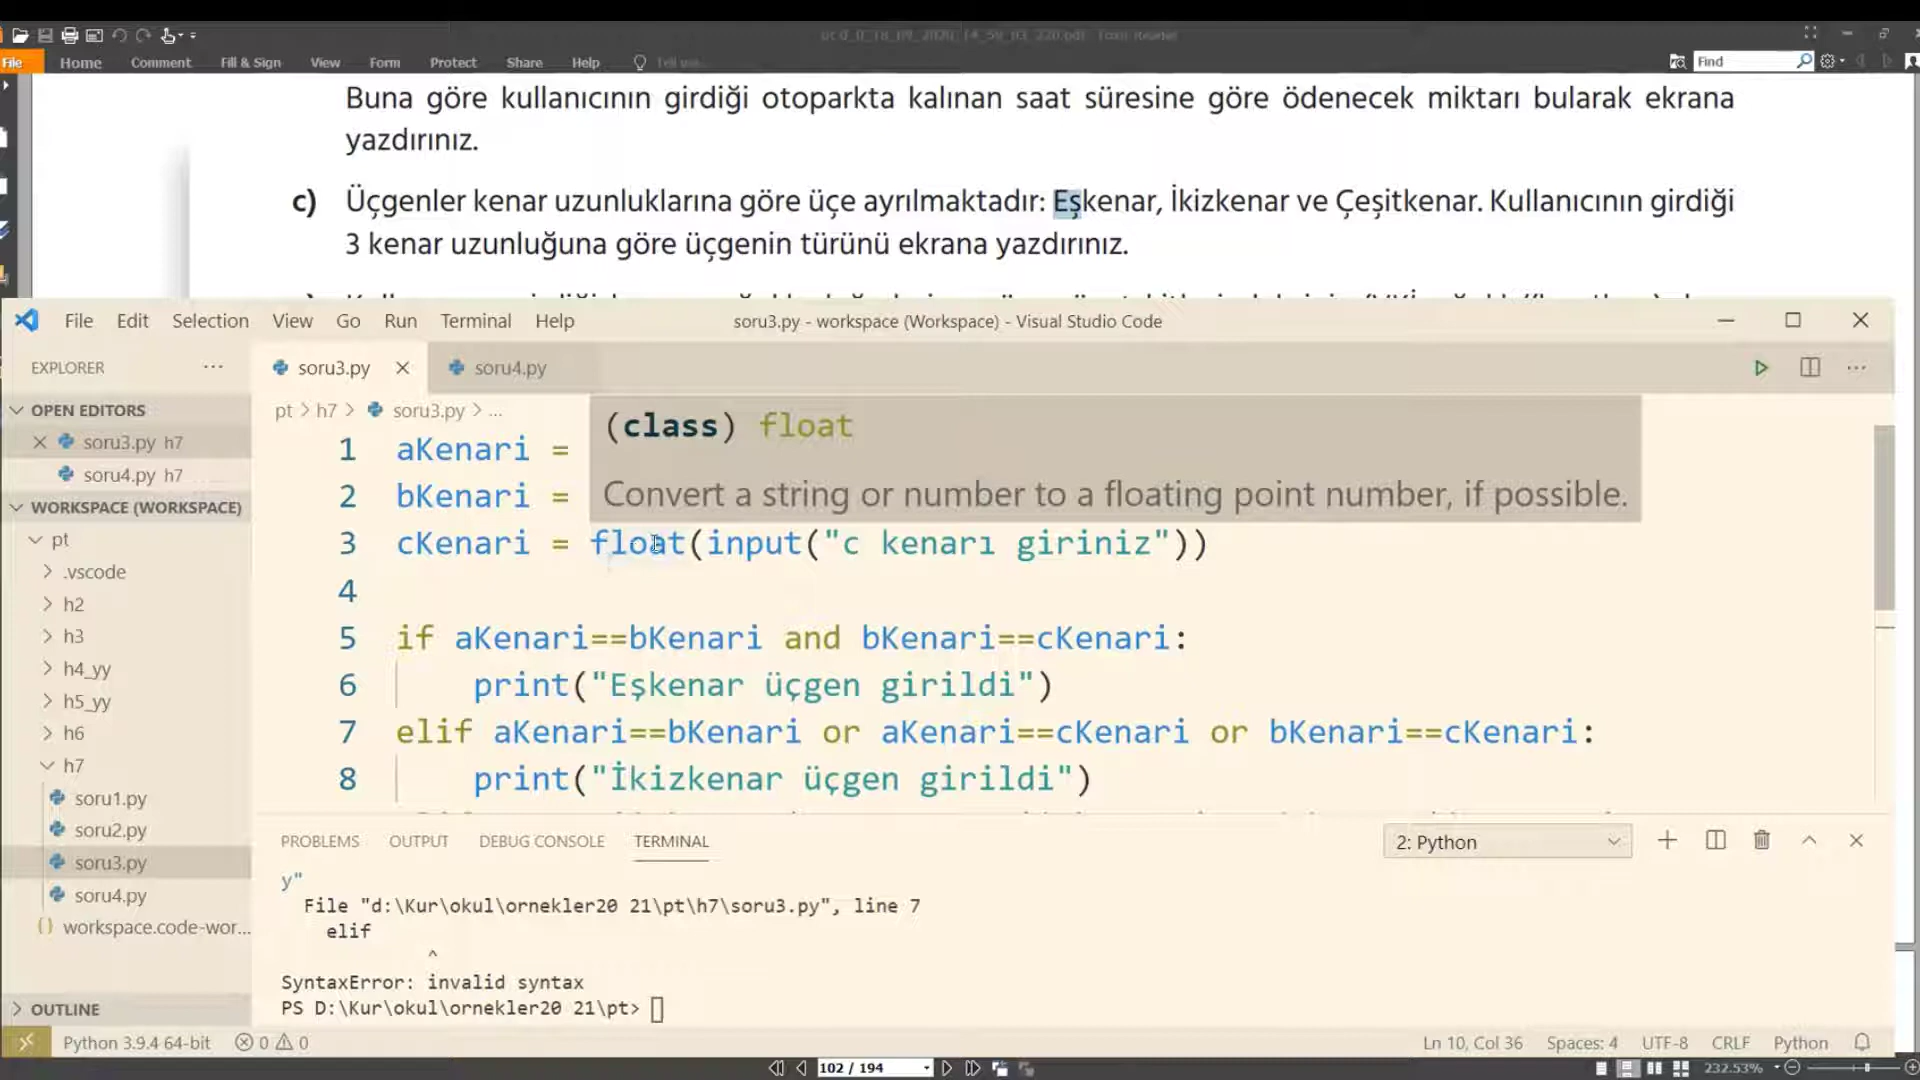 File Home Comment Fill & Sign View Form Protect Share Help Find
Buna göre kullanıcının girdiği otoparkta kalınan saat süresine göre ödenecek miktarı bularak ekrana
yazdırınız.
c) Üçgenler kenar uzunluklarına göre üçe ayrılmaktadır: Eşkenar, İkizkenar ve Çeşitkenar. Kullanıcının girdiği
3 kenar uzunluğuna göre üçgenin türünü ekrana yazdırınız.
File Edit Selection View Go Run Terminal Help soru3.py - workspace (Workspace) - Visual Studio Code
EXPLORER ··· soru3.py soru4.py ···
OPEN EDITORS
soru3.py h7
soru4.py h7
WORKSPACE (WORKSPACE)
pt
.vscode
h2
h3
h4_yy
h5_yy
h6
h7
soru1.py
soru2.py
soru3.py
soru4.py
{} workspace.code-wor...
OUTLINE
pt > h7 > soru3.py > ...
(class) float
Convert a string or number to a floating point number, if possible.
1 aKenari =
2 bKenari =
3 cKenari = float(input("c kenarı giriniz"))
4
5 if aKenari==bKenari and bKenari==cKenari:
6 print("Eşkenar üçgen girildi")
7 elif aKenari==bKenari or aKenari==cKenari or bKenari==cKenari:
8 print("İkizkenar üçgen girildi")
PROBLEMS OUTPUT DEBUG CONSOLE TERMINAL 2: Python
y"
File "d:\Kur\okul\ornekler20 21\pt\h7\soru3.py", line 7
elif
^
SyntaxError: invalid syntax
PS D:\Kur\okul\ornekler20 21\pt>
Python 3.9.4 64-bit 0 0 Ln 10, Col 36 Spaces: 4 UTF-8 CRLF Python
102 / 194 232.53%